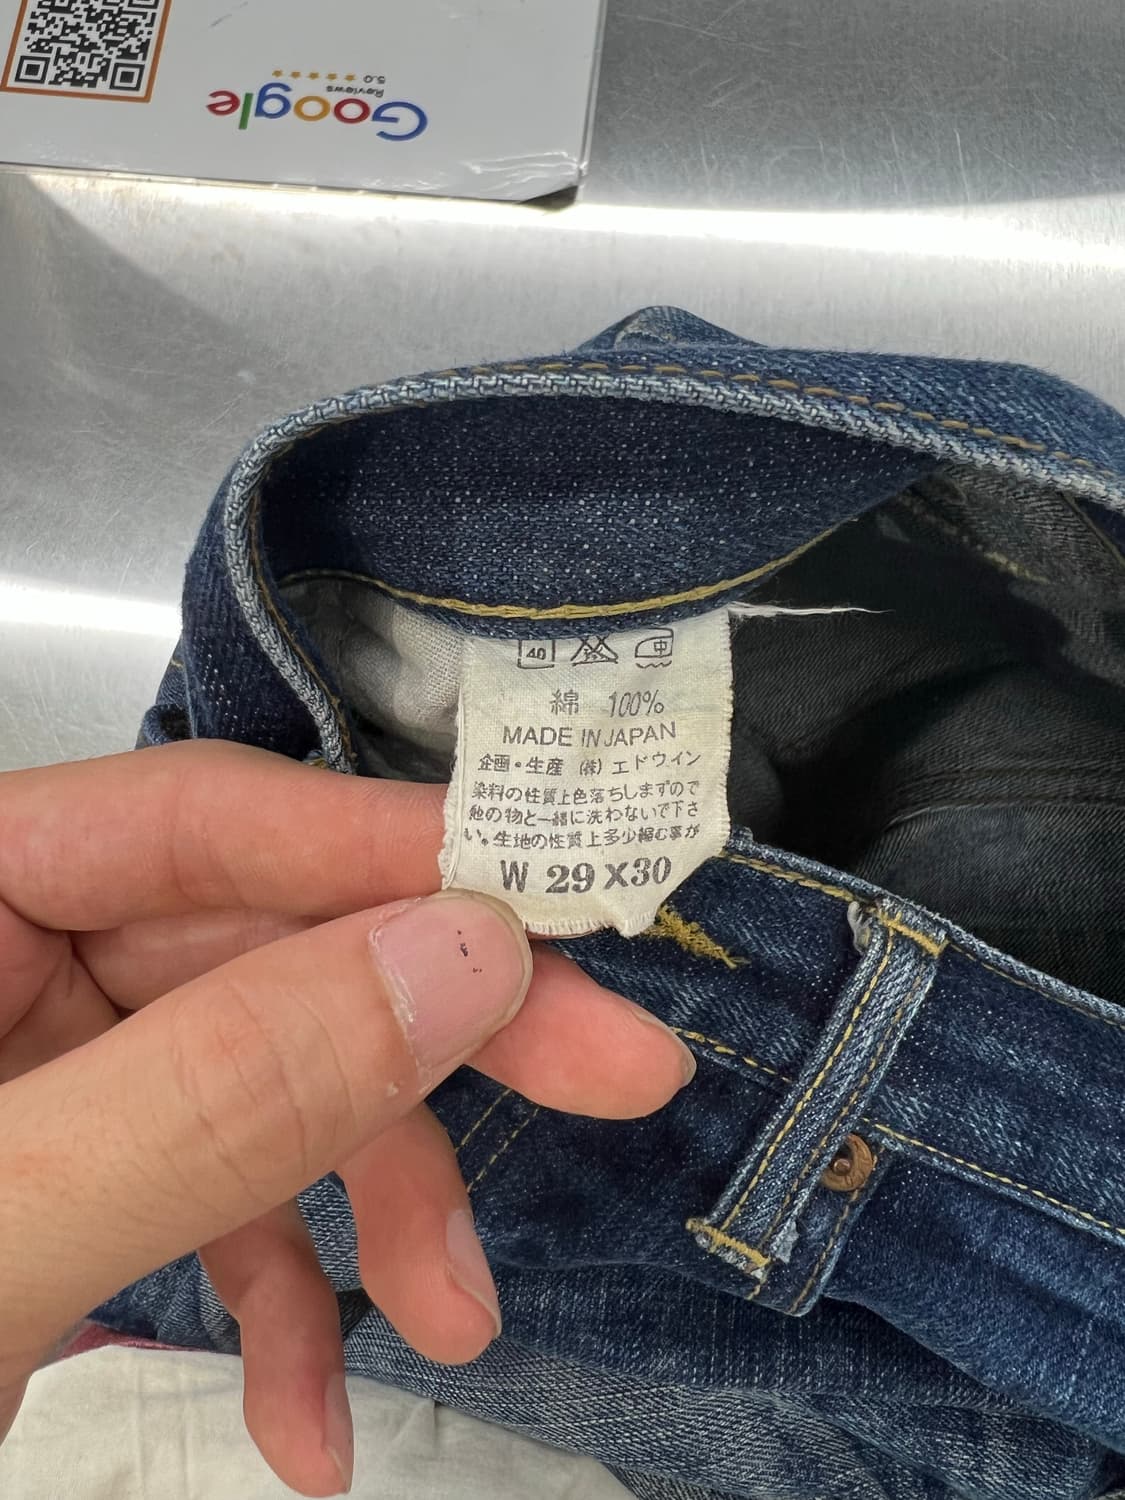 Google
Reviews
5.0
40
中
綿 100%
MADE IN JAPAN
企画・生産 (株) エドウイン
染料の性質上色落ちしますので
他の物と一緒に洗わないで下さ
い。生地の性質上多少縮む事が
W 29X30